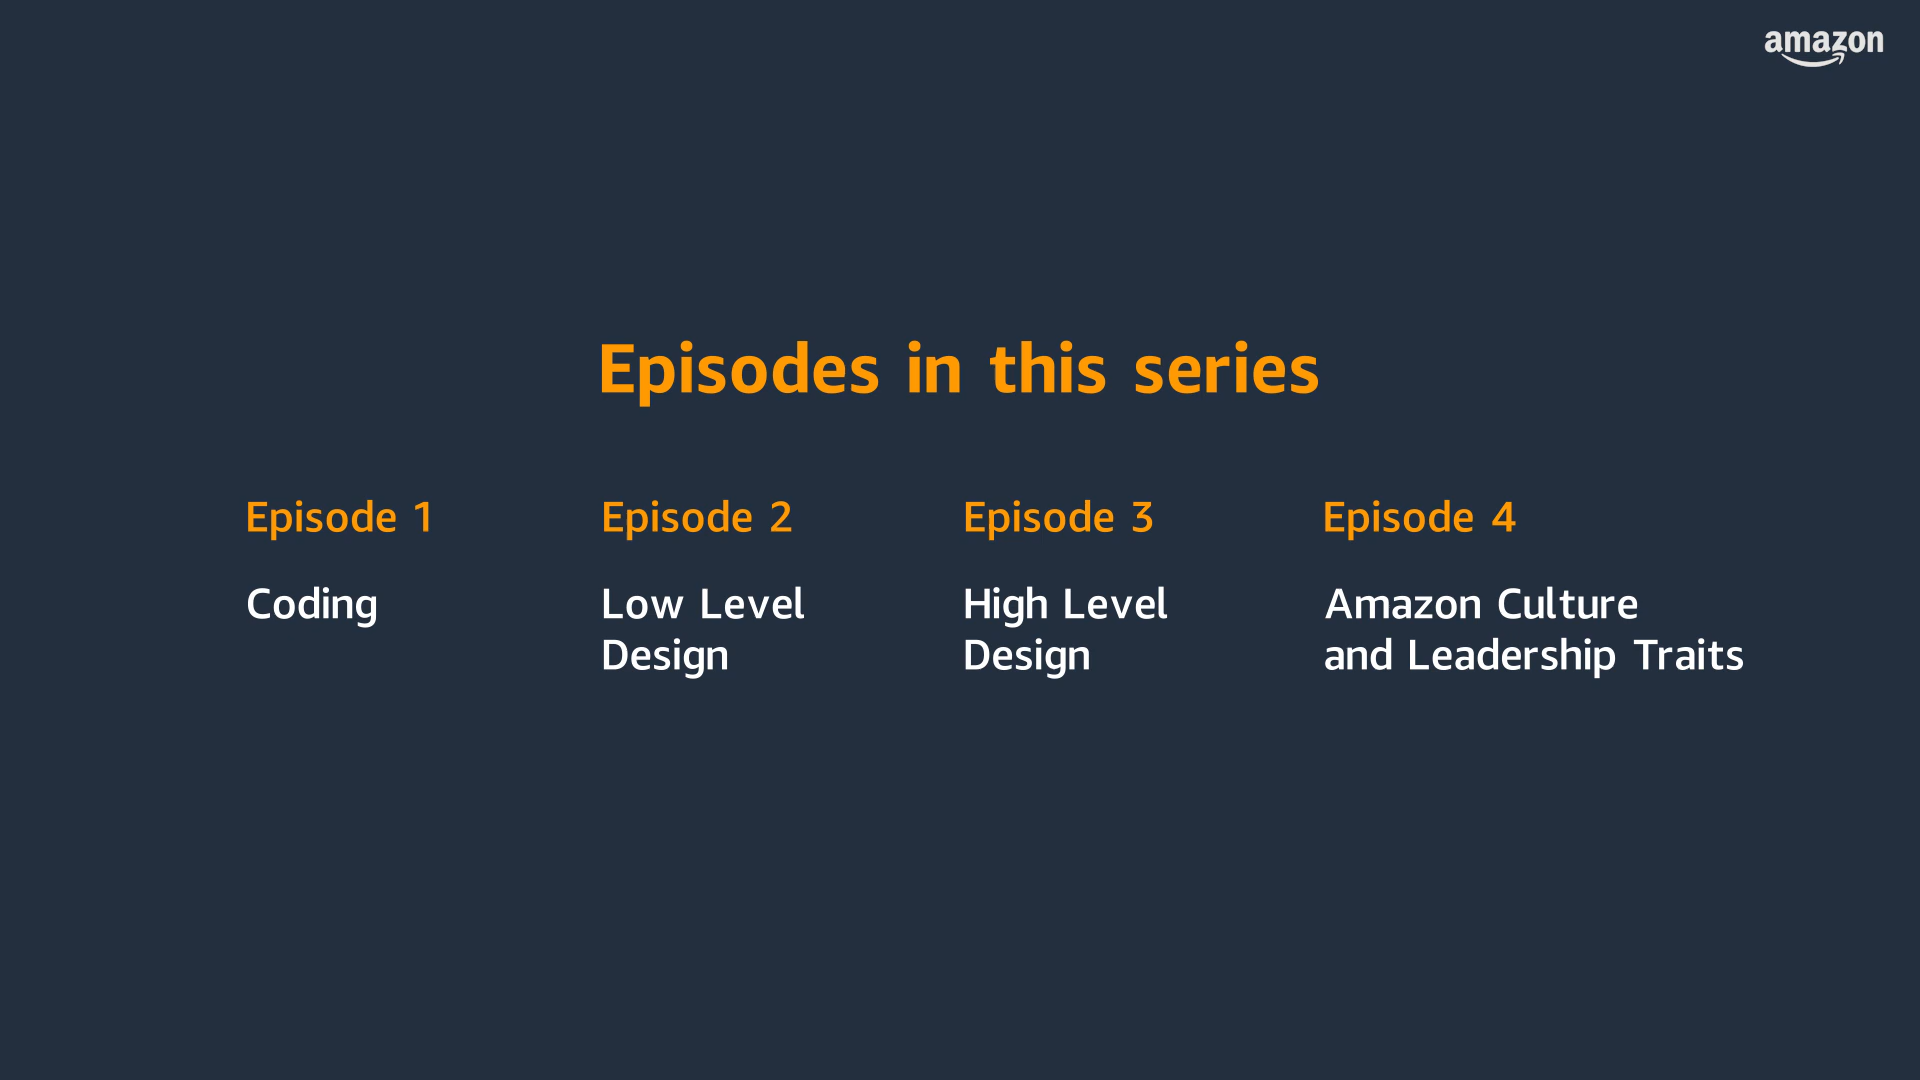 amazon
Episodes in this series
Episode 1
Coding
Episode 2
Low Level
Design
Episode 3
High Level
Design
Episode 4
Amazon Culture
and Leadership Traits